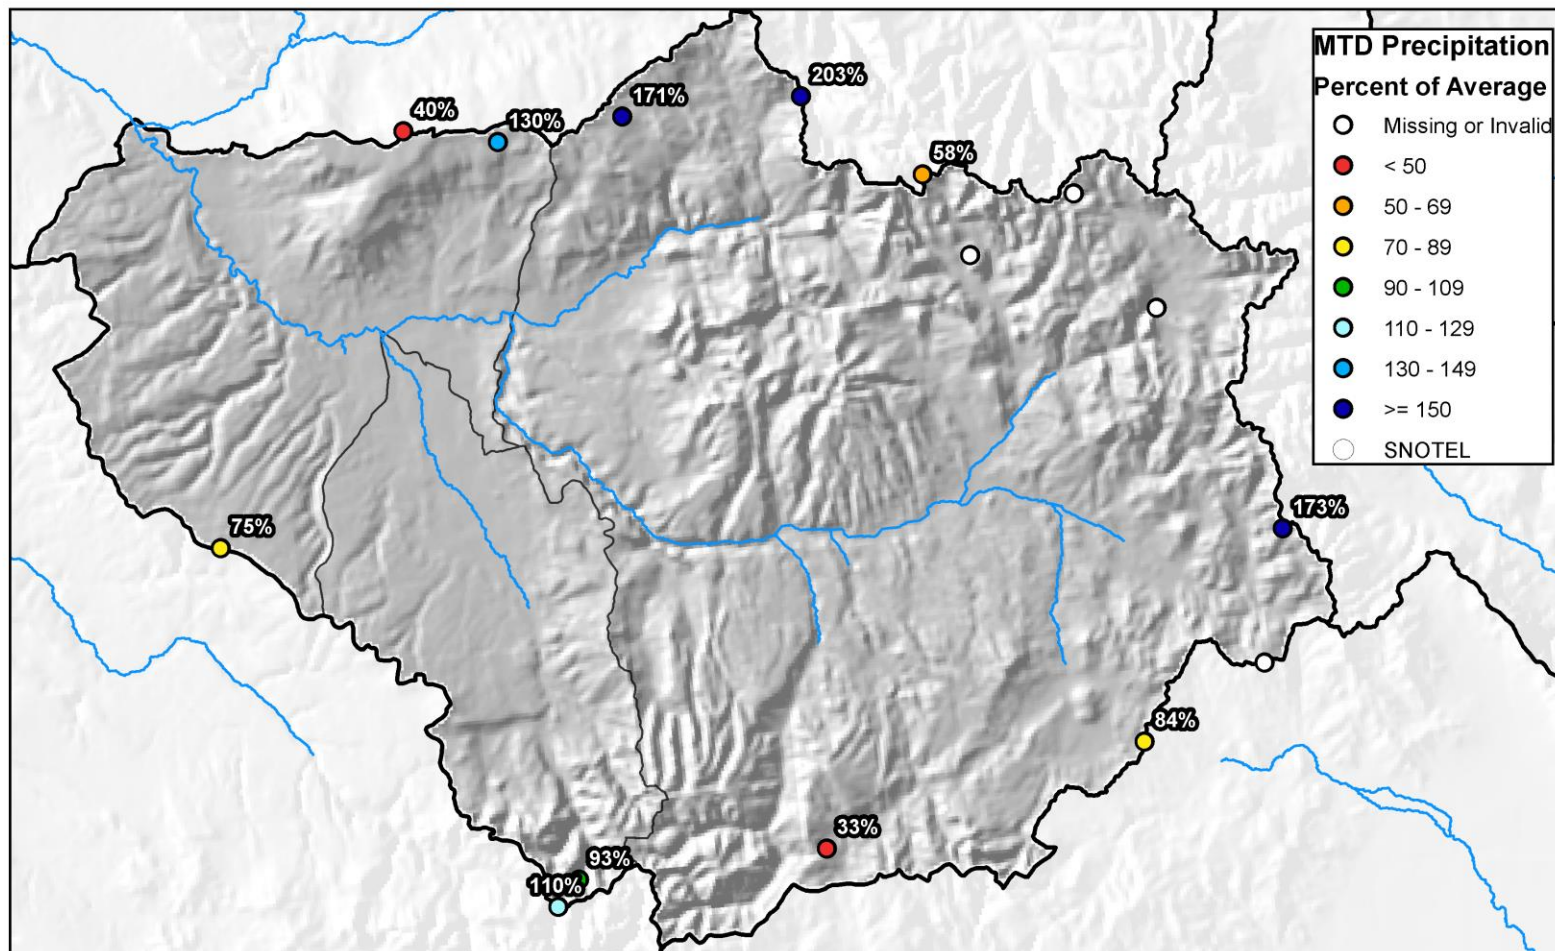 MTD Precipitation
Percent of Average
Missing or Invalid
< 50
50 - 69
70 - 89
90 - 109
110 - 129
130 - 149
>= 150
SNOTEL
203%
171%
40%
130%
58%
173%
75%
84%
33%
93%
110%